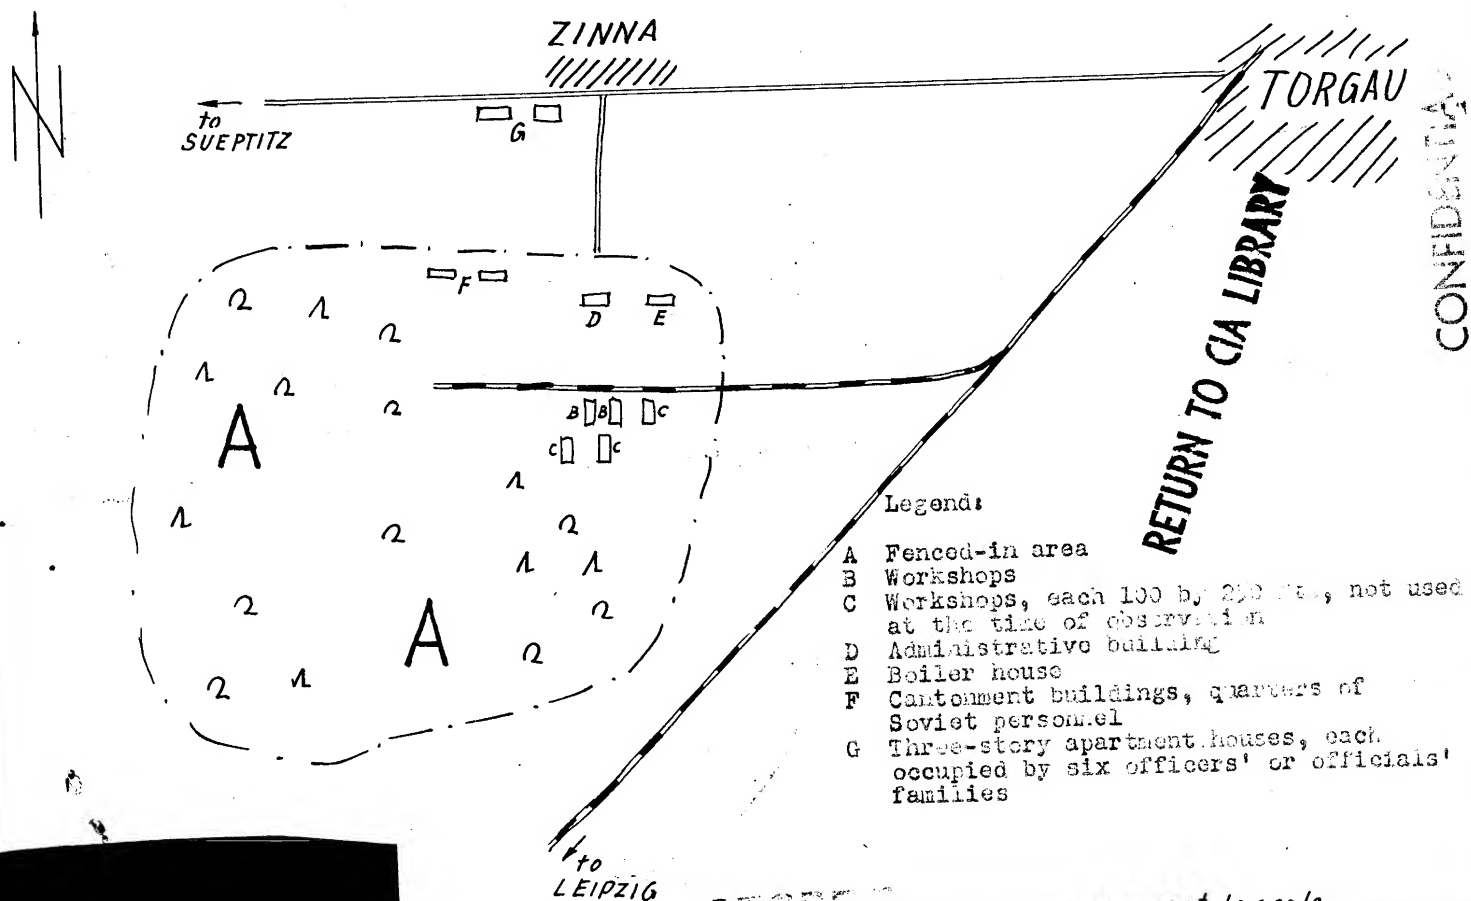 N
ZINNA
TORGAU
to
SUEPTITZ
G
CONFIDENTIAL
RETURN TO CIA LIBRARY
F
D
E
B
B
C
C
C
A
A
Legend:
A Fenced-in area
B Workshops
C Workshops, each 100 by, not used
at the time of observation
D Administrative building
E Boiler house
F Cantonment buildings, quarters of
Soviet personnel
G Three-story apartment houses, each
occupied by six officers' or officials'
families
to
LEIPZIG